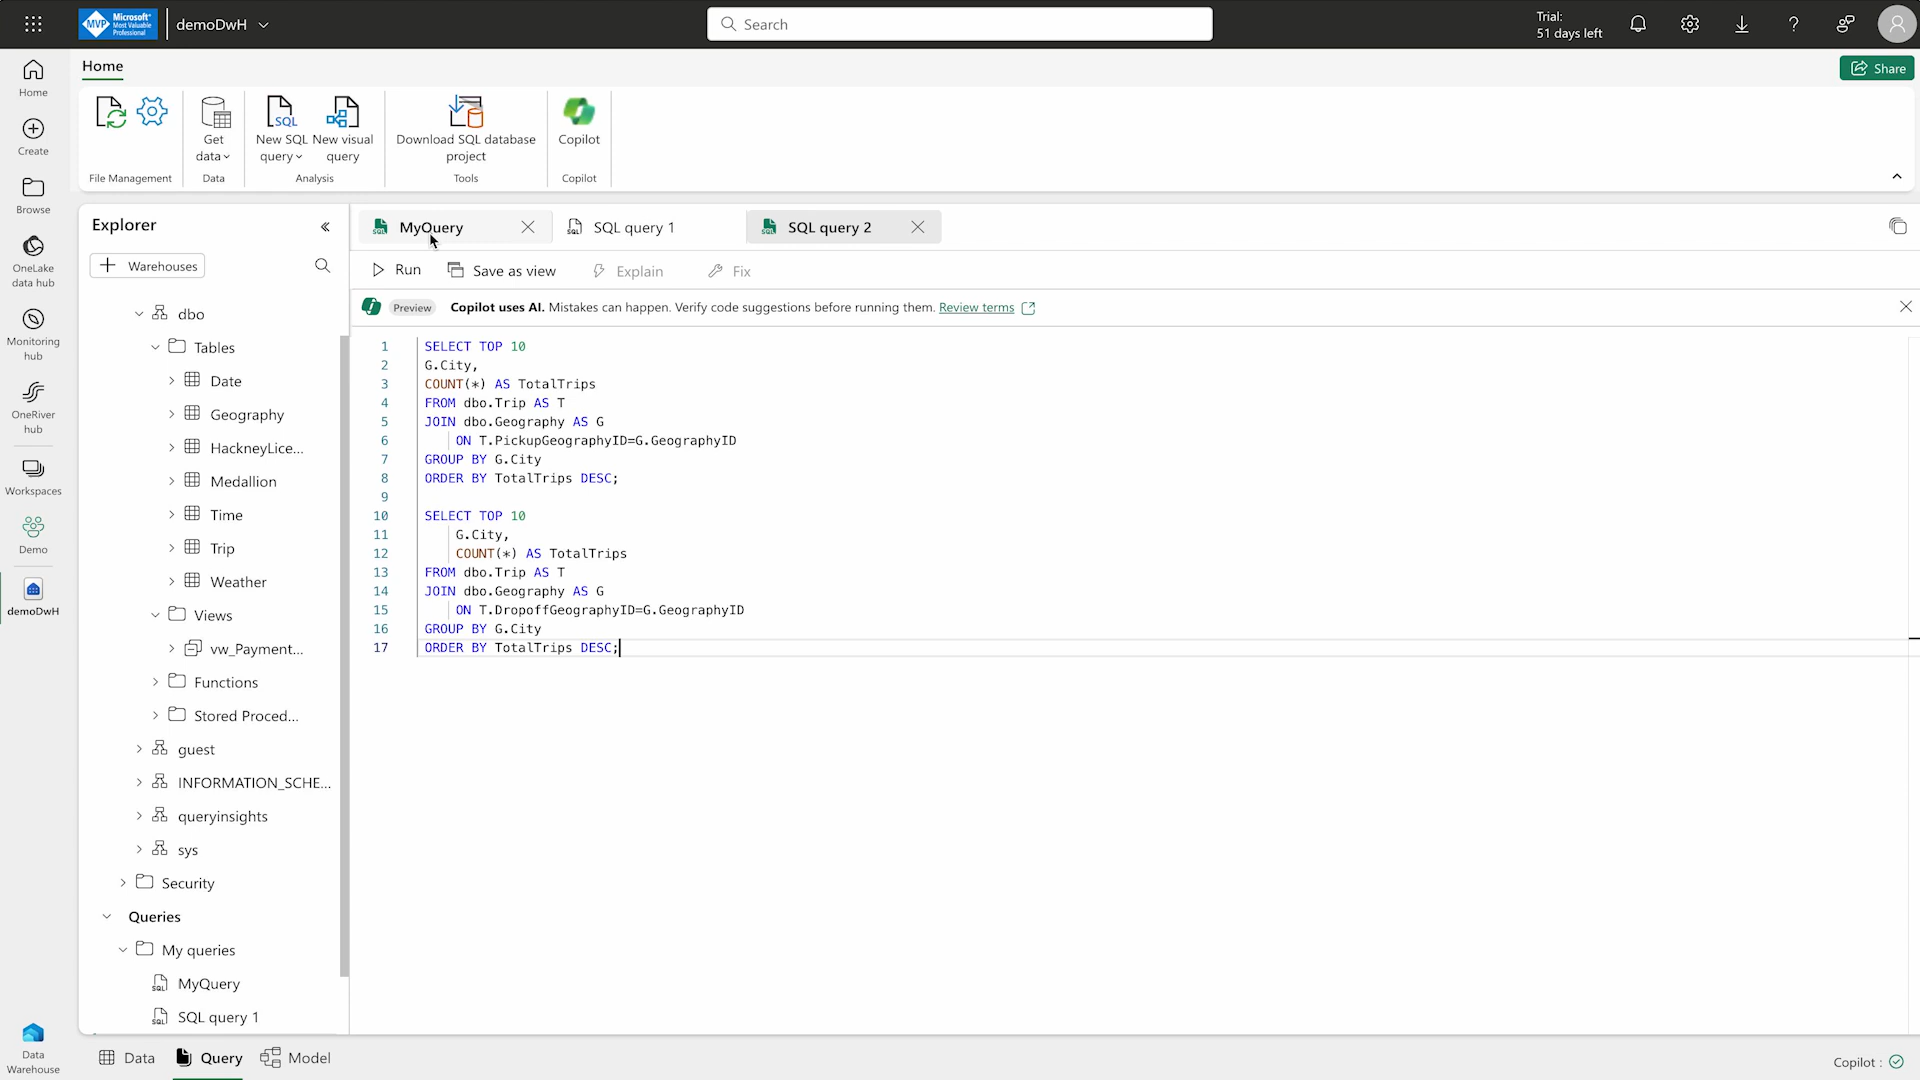 MVP Microsoft® Most Valuable Professional
demoDwH
Search
Trial:
51 days left
Home
Share
Get data
New SQL query
New visual query
Download SQL database project
Copilot
File Management
Data
Analysis
Tools
Copilot
Home
Create
Browse
OneLake data hub
Monitoring hub
OneRiver hub
Workspaces
Demo
demoDwH
Data Warehouse
Explorer
Warehouses
dbo
Tables
Date
Geography
HackneyLice...
Medallion
Time
Trip
Weather
Views
vw_Payment...
Functions
Stored Proced...
guest
INFORMATION_SCHE...
queryinsights
sys
Security
Queries
My queries
MyQuery
SQL query 1
MyQuery
SQL query 1
SQL query 2
Run
Save as view
Explain
Fix
Preview
Copilot uses AI. Mistakes can happen. Verify code suggestions before running them. Review terms
1 SELECT TOP 10
2 G.City,
3 COUNT(*) AS TotalTrips
4 FROM dbo.Trip AS T
5 JOIN dbo.Geography AS G
6 ON T.PickupGeographyID=G.GeographyID
7 GROUP BY G.City
8 ORDER BY TotalTrips DESC;
9
10 SELECT TOP 10
11 G.City,
12 COUNT(*) AS TotalTrips
13 FROM dbo.Trip AS T
14 JOIN dbo.Geography AS G
15 ON T.DropoffGeographyID=G.GeographyID
16 GROUP BY G.City
17 ORDER BY TotalTrips DESC;
Data
Query
Model
Copilot :